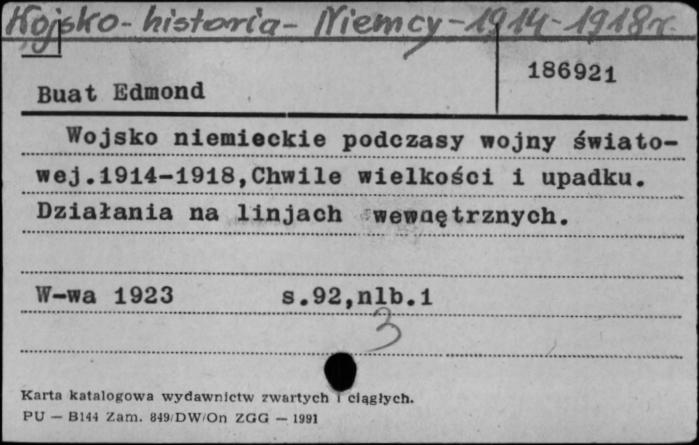 Wojsko - historia - Niemcy - 1914 - 1918 r.
186921
Buat Edmond
Wojsko niemieckie podczasy wojny świato-
wej.1914-1918,Chwile wielkości i upadku.
Działania na linjach wewnętrznych.
W-wa 1923 s.92,nlb.1
3
Karta katalogowa wydawnictw zwartych i ciągłych.
PU — B144 Zam. 849/DW/On ZGG — 1991